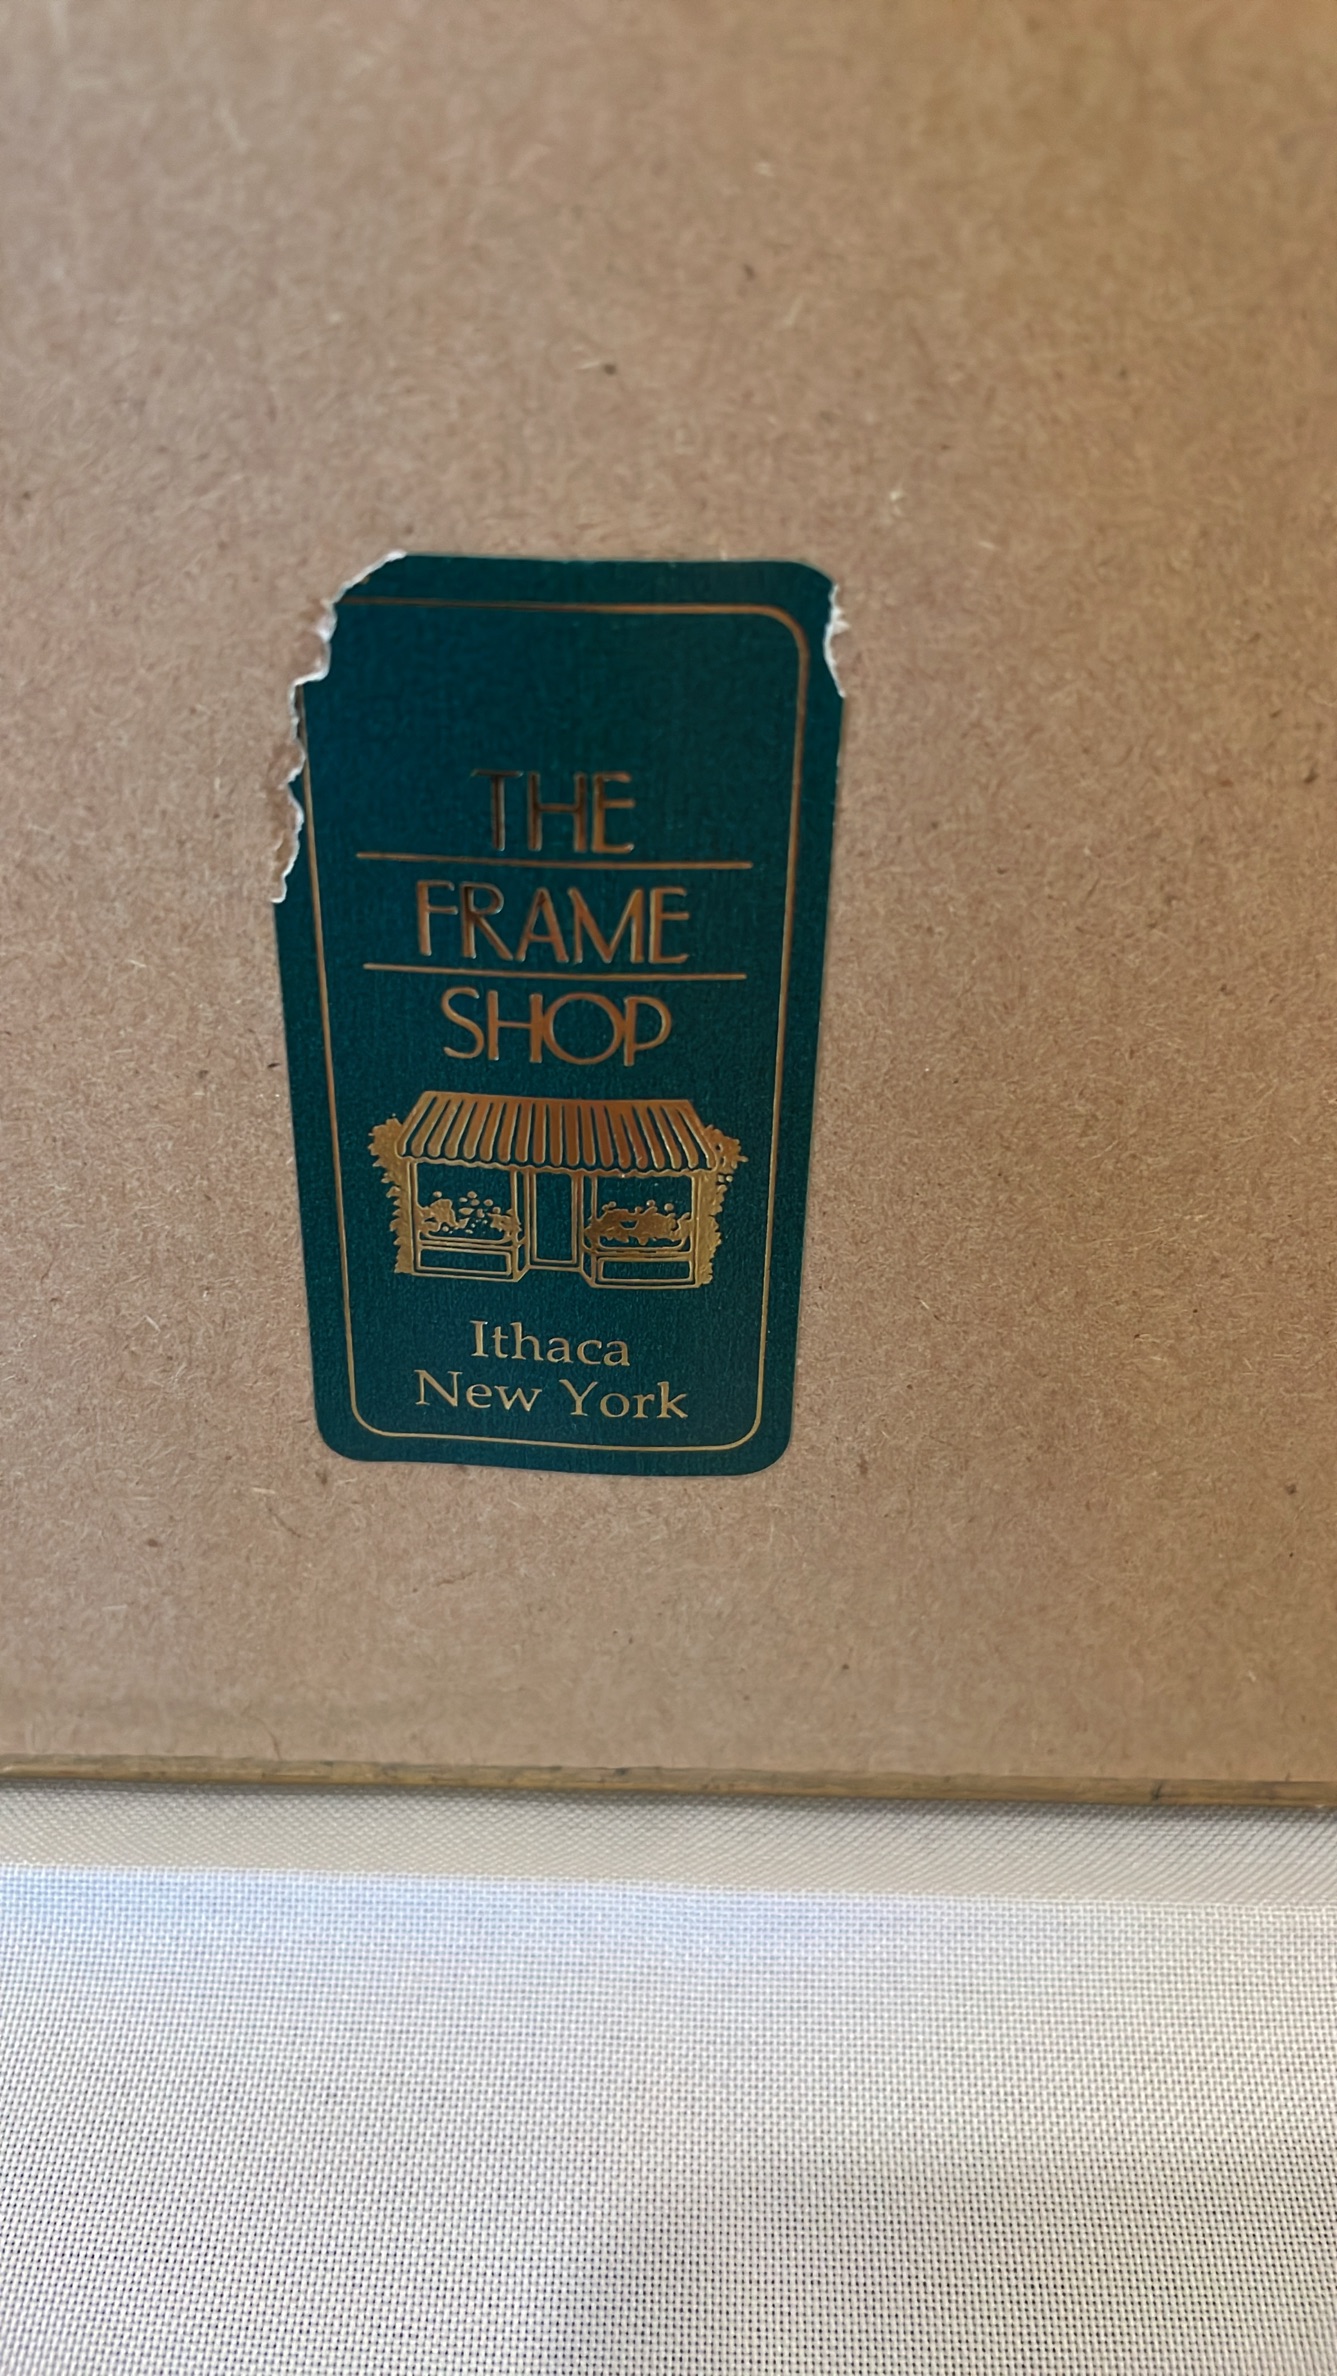 THE
FRAME
SHOP
Ithaca
New York